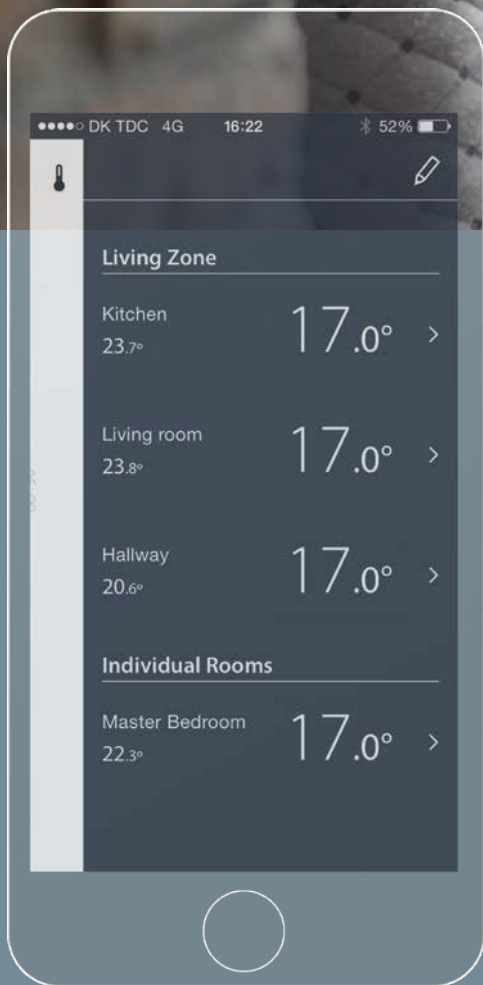 DK TDC 4G 16:22 52%
Living Zone
Kitchen
17.0°
23.7°
Living room
17.0°
23.8°
Hallway
17.0°
20.6°
Individual Rooms
Master Bedroom
17.0°
22.3°